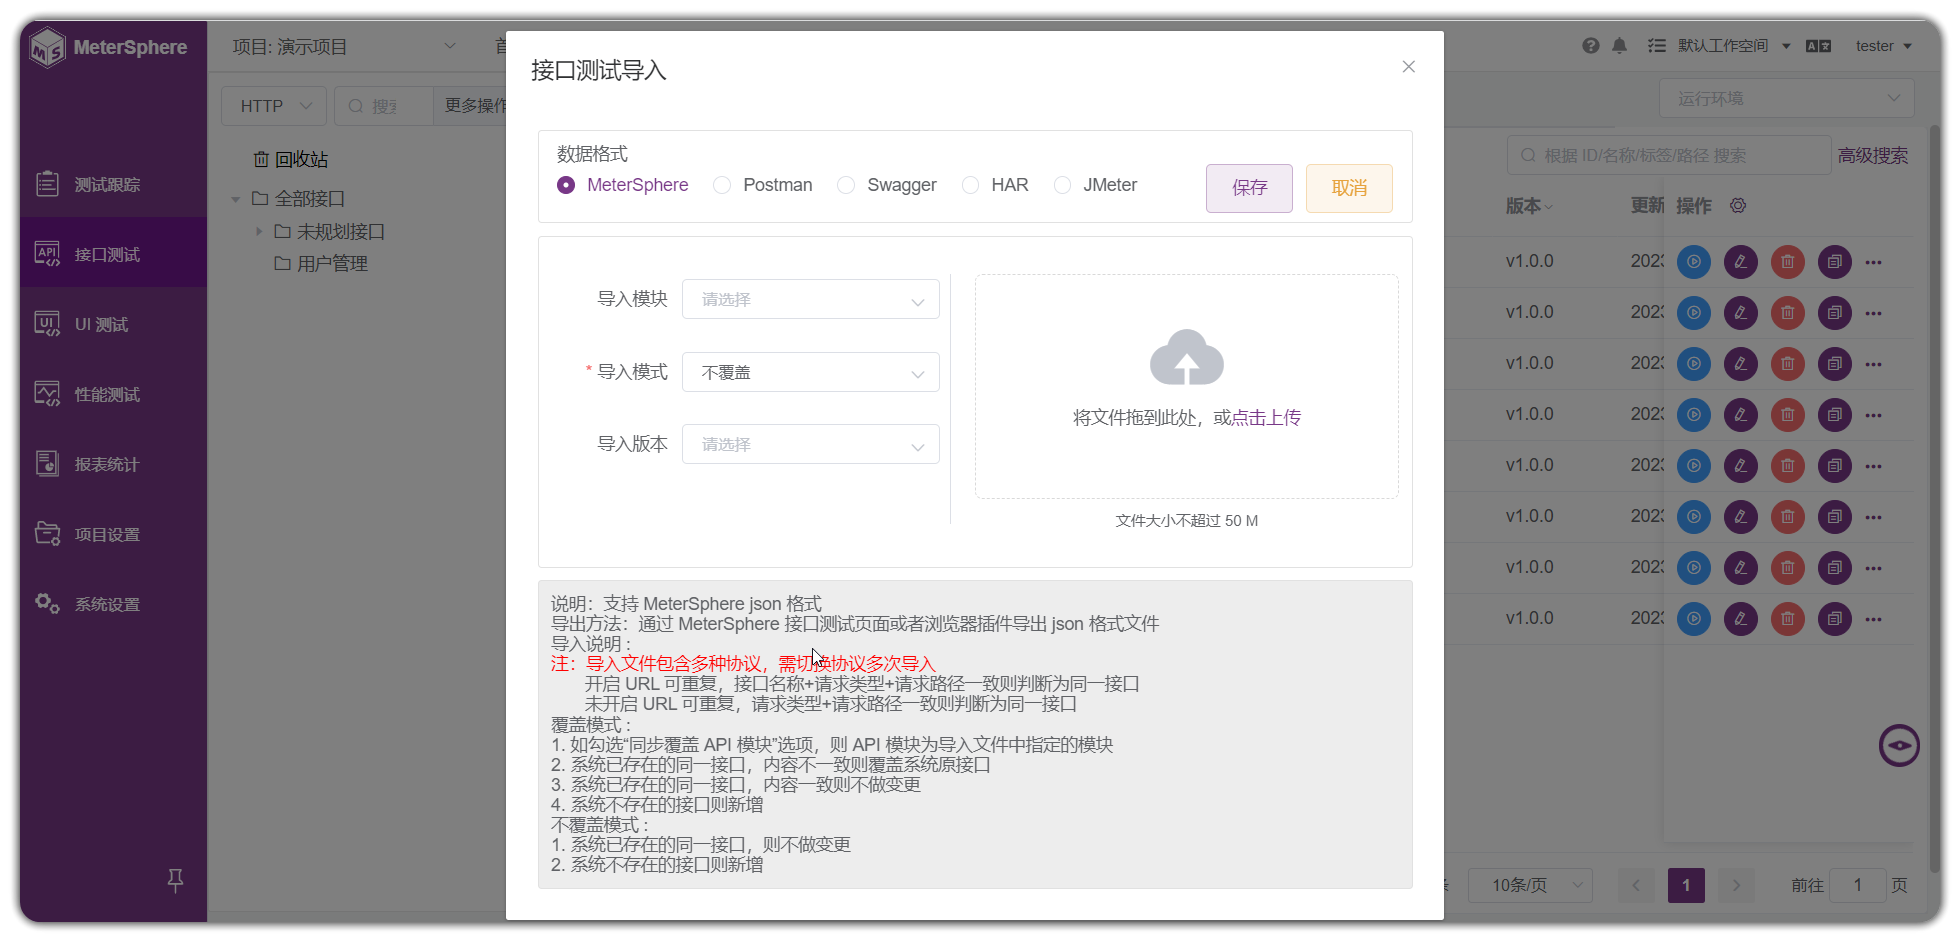 MeterSphere
项目: 演示项目
默认工作空间
tester
测试跟踪
接口测试
UI 测试
性能测试
报表统计
项目设置
系统设置
HTTP
更多操作
回收站
全部接口
未规划接口
用户管理
接口测试导入
数据格式
MeterSphere
Postman
Swagger
HAR
JMeter
保存
取消
导入模块
请选择
* 导入模式
不覆盖
导入版本
请选择
将文件拖到此处，或点击上传
文件大小不超过 50 M
说明：支持 MeterSphere json 格式
导出方法：通过 MeterSphere 接口测试页面或者浏览器插件导出 json 格式文件
导入说明 :
注：导入文件包含多种协议，需切换协议多次导入
开启 URL 可重复，接口名称+请求类型+请求路径一致则判断为同一接口
未开启 URL 可重复，请求类型+请求路径一致则判断为同一接口
覆盖模式 :
1. 如勾选“同步覆盖 API 模块”选项，则 API 模块为导入文件中指定的模块
2. 系统已存在的同一接口，内容不一致则覆盖系统原接口
3. 系统已存在的同一接口，内容一致则不做变更
4. 系统不存在的接口则新增
不覆盖模式 :
1. 系统已存在的同一接口，则不做变更
2. 系统不存在的接口则新增
运行环境
根据 ID/名称/标签/路径 搜索
高级搜索
版本
更新
操作
v1.0.0
2023
v1.0.0
2023
v1.0.0
2023
v1.0.0
2023
v1.0.0
2023
v1.0.0
2023
v1.0.0
2023
v1.0.0
2023
10条/页
1
前往
1
页